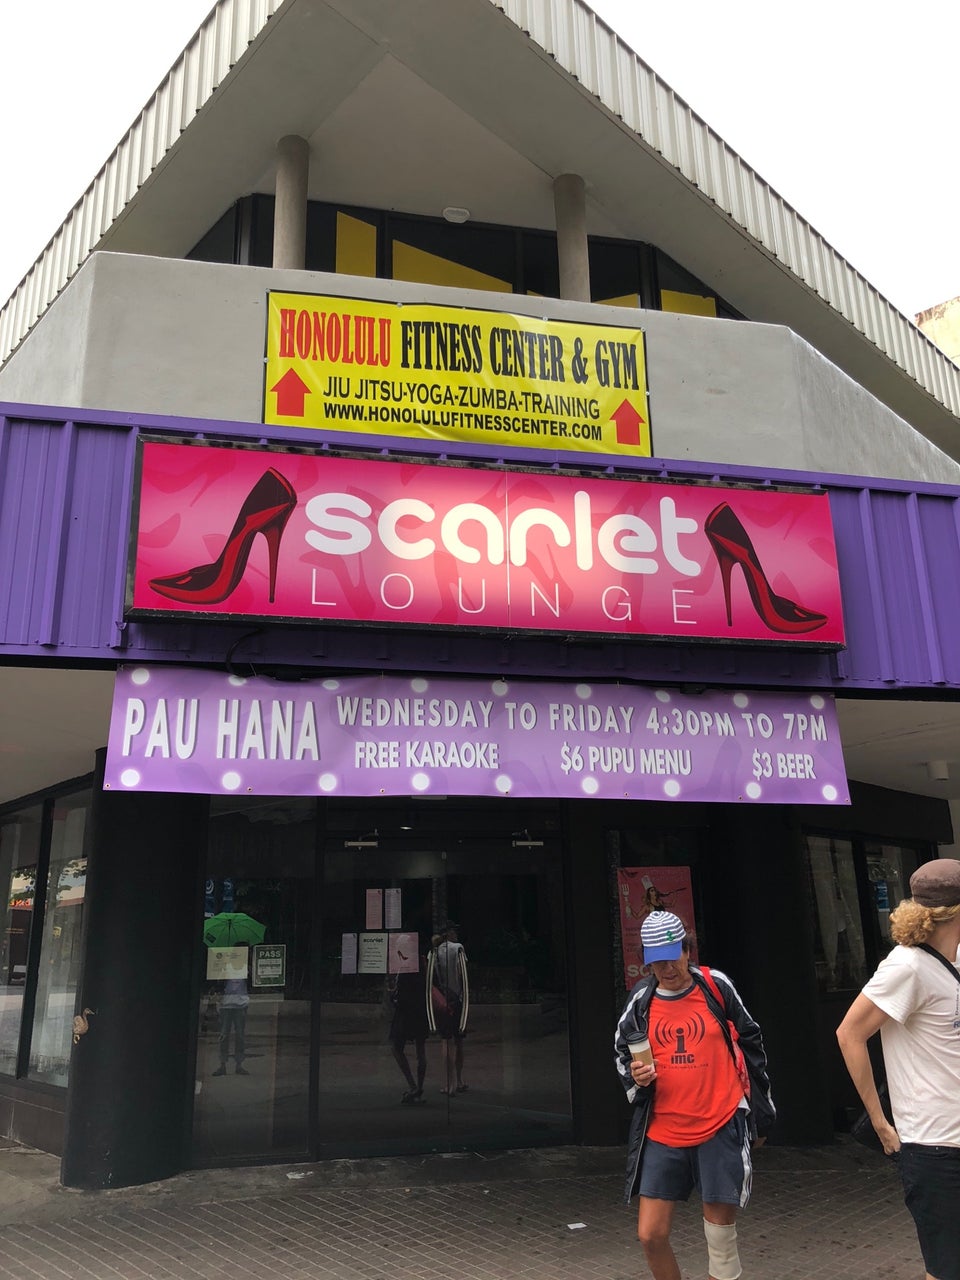 HONOLULU FITNESS CENTER & GYM
JIU JITSU-YOGA-ZUMBA-TRAINING
WWW.HONOLULUFITNESSCENTER.COM
scarlet
LOUNGE
PAU HANA
WEDNESDAY TO FRIDAY 4:30PM TO 7PM
FREE KARAOKE $6 PUPU MENU $3 BEER
PASS
scarlet
imc